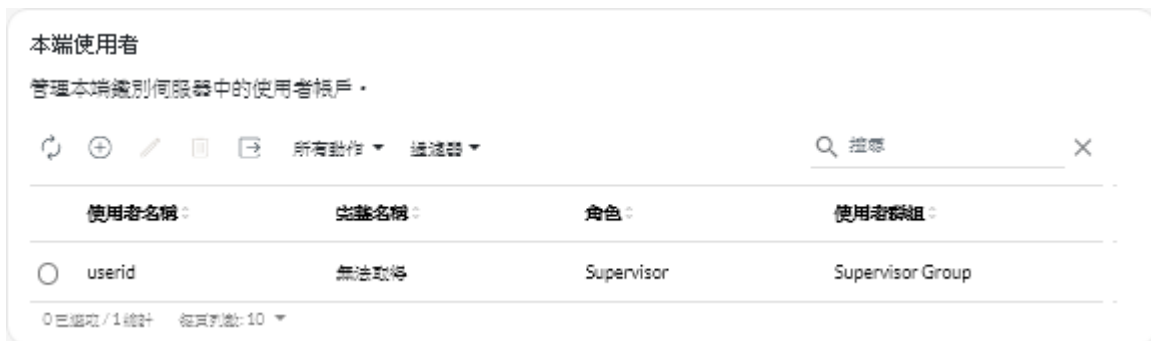 本端使用者
管理本端鑑別伺服器中的使用者帳戶。
所有動作 過濾器 搜尋
使用者名稱 完整名稱 角色 使用者群組
userid 無法取得 Supervisor Supervisor Group
0 已選取 / 1 總計 每頁列數: 10